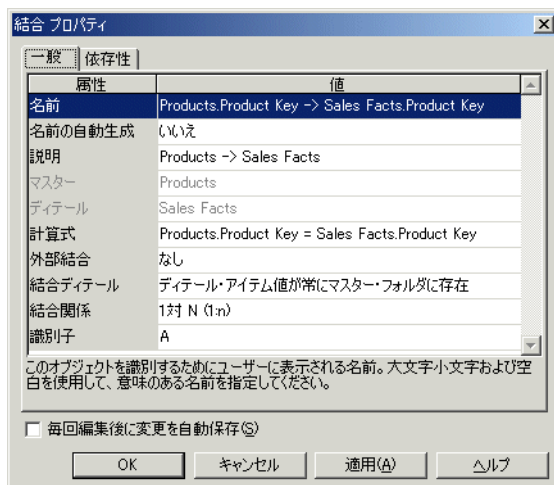 結合 プロパティ
一般 依存性
属性 値
名前 Products.Product Key -> Sales Facts.Product Key
名前の自動生成 いいえ
説明 Products -> Sales Facts
マスター Products
ディテール Sales Facts
計算式 Products.Product Key = Sales Facts.Product Key
外部結合 なし
結合ディテール ディテール・アイテム値が常にマスター・フォルダに存在
結合関係 1対 N (1:n)
識別子 A
このオブジェクトを識別するためにユーザーに表示される名前。大文字小文字および空
白を使用して、意味のある名前を指定してください。
毎回編集後に変更を自動保存(S)
OK キャンセル 適用(A) ヘルプ